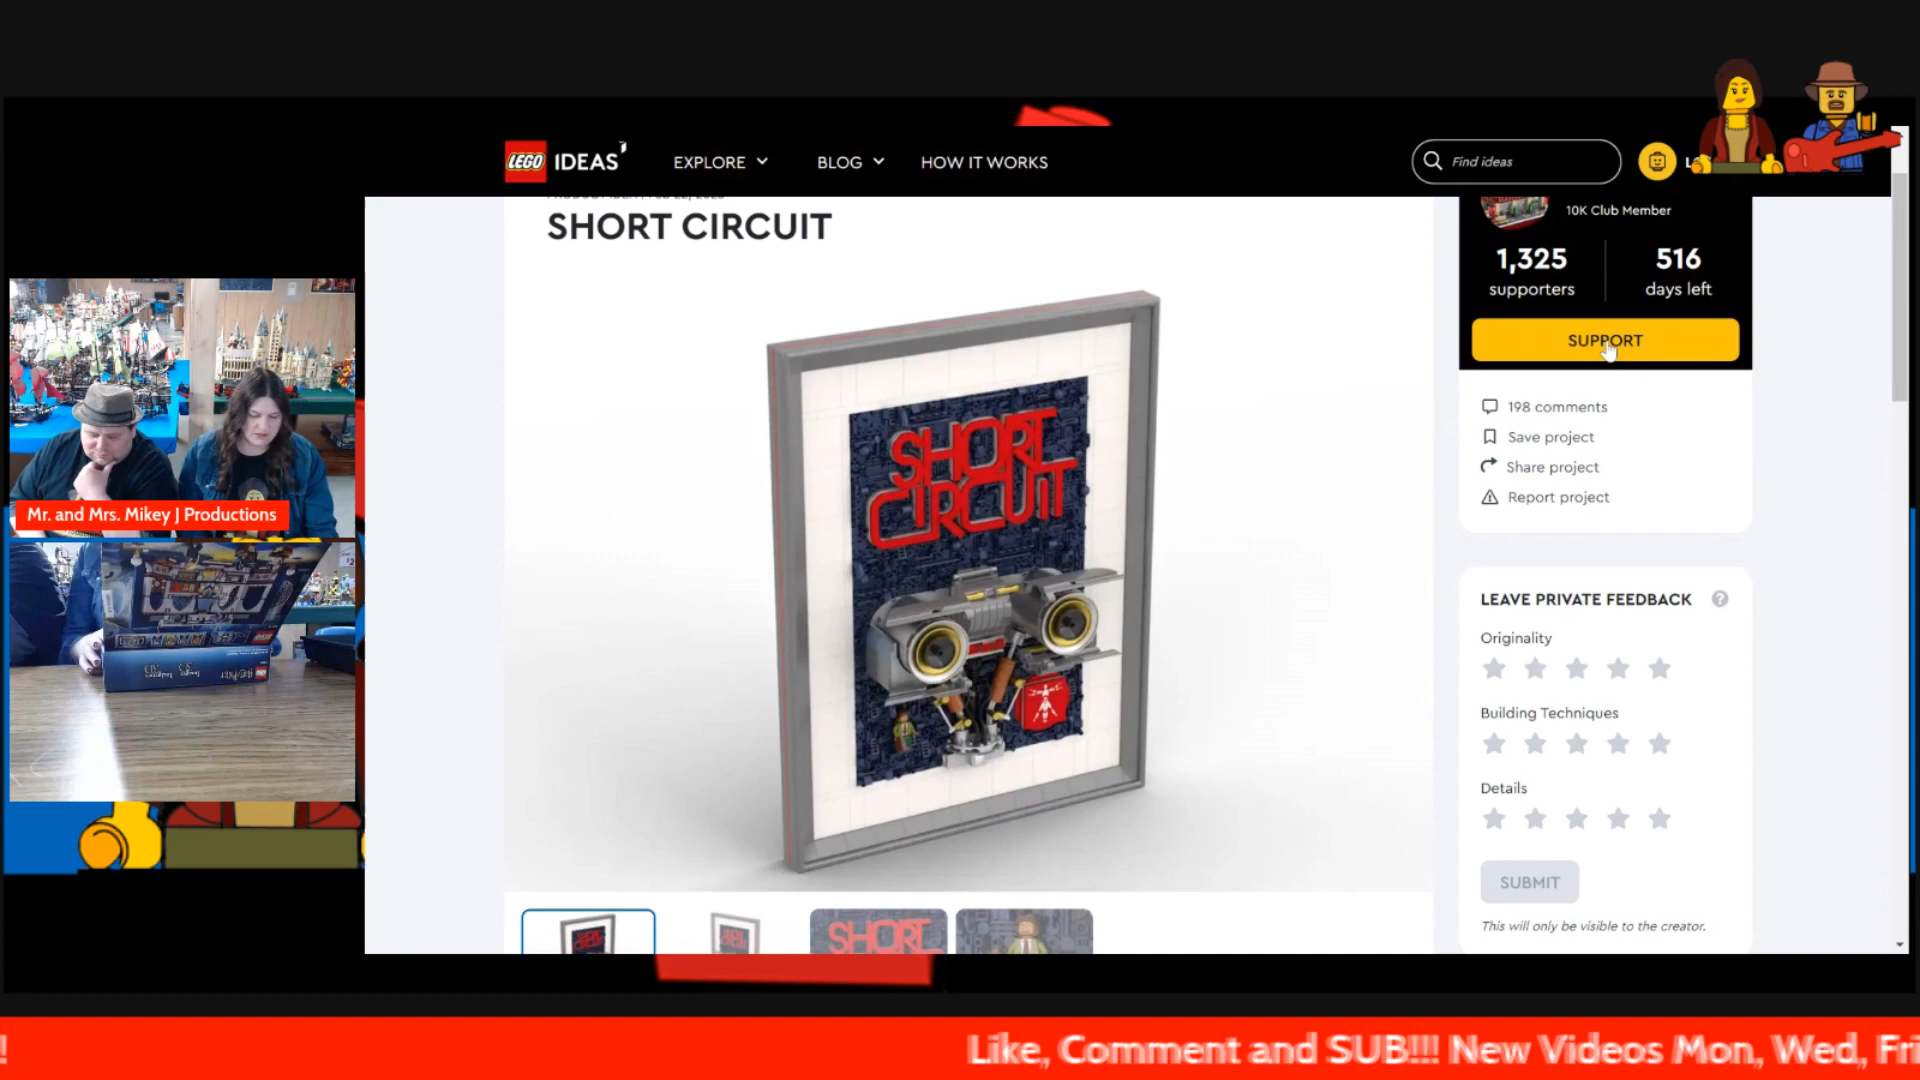 LEGO IDEAS
EXPLORE
BLOG
HOW IT WORKS
Find ideas
SHORT CIRCUIT
10K Club Member
1,325
supporters
516
days left
SUPPORT
198 comments
Save project
Share project
Report project
LEAVE PRIVATE FEEDBACK
?
Originality
Building Techniques
Details
SUBMIT
This will only be visible to the creator.
SHORT
CIRCUIT
SHORT
Mr. and Mrs. Mikey J Productions
! Like, Comment and SUB!!! New Videos Mon, Wed, Fri